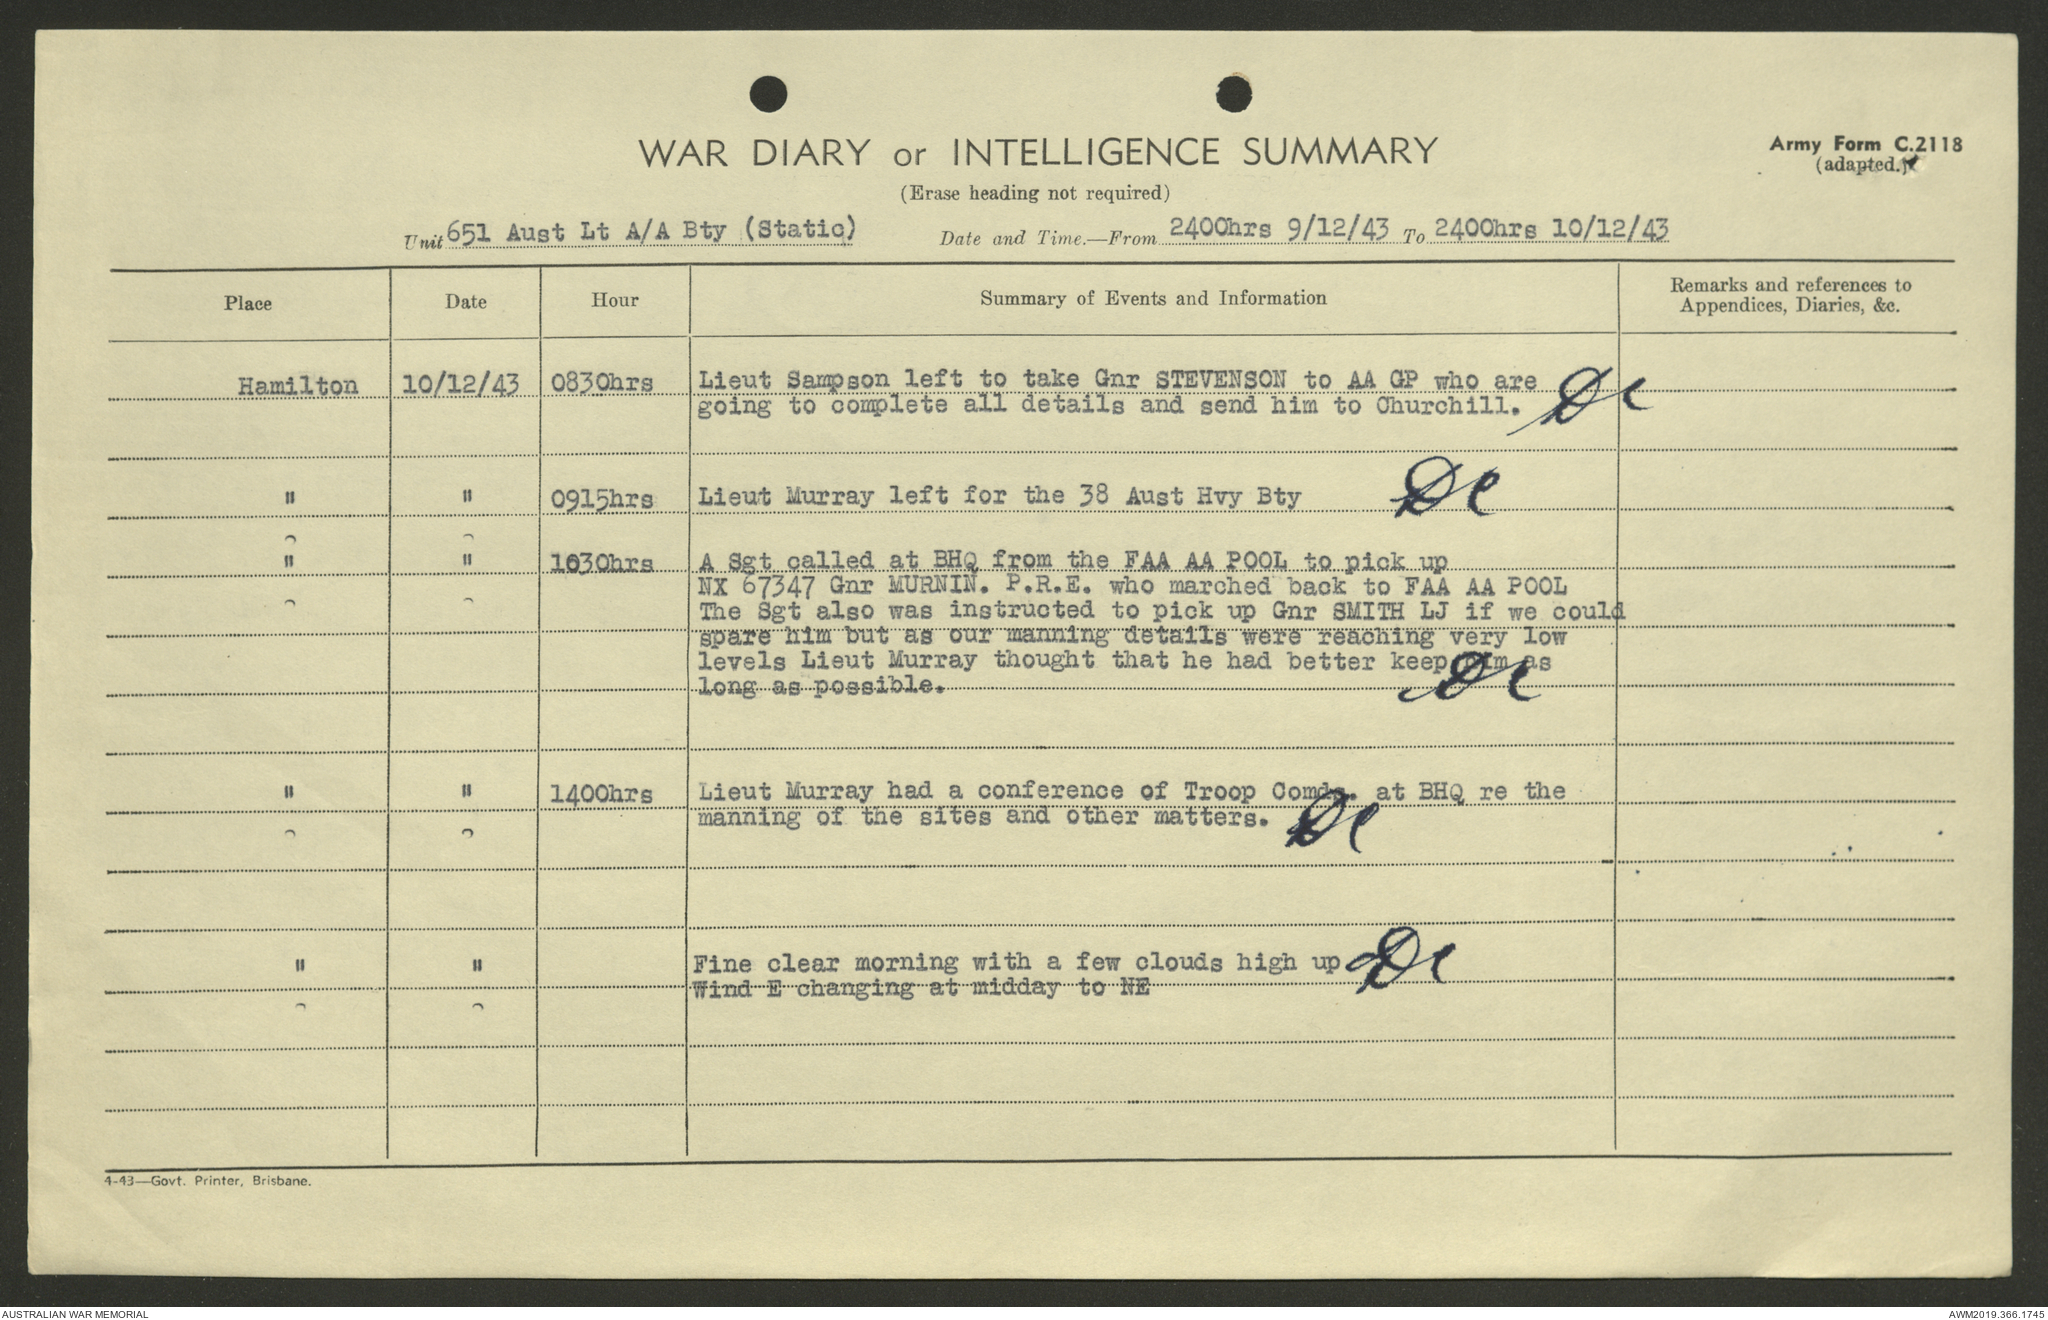 WAR DIARY or INTELLIGENCE SUMMARY
Army Form C.2118
(adapted.)
(Erase heading not required)
Unit 651 Aust Lt A/A Bty (Static)
Date and Time.—From 2400hrs 9/12/43 To 2400hrs 10/12/43
Place Date Hour Summary of Events and Information Remarks and references to
Appendices, Diaries, &c.
Hamilton 10/12/43 0830hrs Lieut Sampson left to take Gnr STEVENSON to AA GP who are
going to complete all details and send him to Churchill.
" " 0915hrs Lieut Murray left for the 38 Aust Hvy Bty
" " 1030hrs A Sgt called at BHQ from the FAA AA POOL to pick up
NX 67347 Gnr MURNIN. P.R.E. who marched back to FAA AA POOL
The Sgt also was instructed to pick up Gnr SMITH LJ if we could
spare him but as our manning details were reaching very low
levels Lieut Murray thought that he had better keep him as
long as possible.
" " 1400hrs Lieut Murray had a conference of Troop at BHQ re the
manning of the sites and other matters.
" " Fine clear morning with a few clouds high up
Wind E changing at midday to NE
4-43—Govt. Printer, Brisbane.
AUSTRALIAN WAR MEMORIAL
AWM2019.366.1745